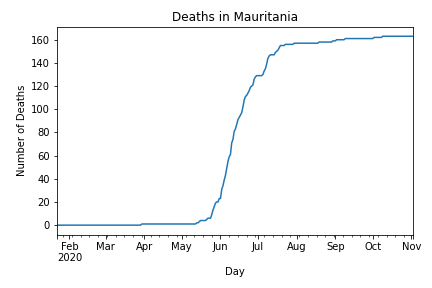 Deaths in Mauritania
Number of Deaths
160
140
120
100
80
60
40
20
0
Feb Mar Apr May Jun Jul Aug Sep Oct Nov
2020
Day